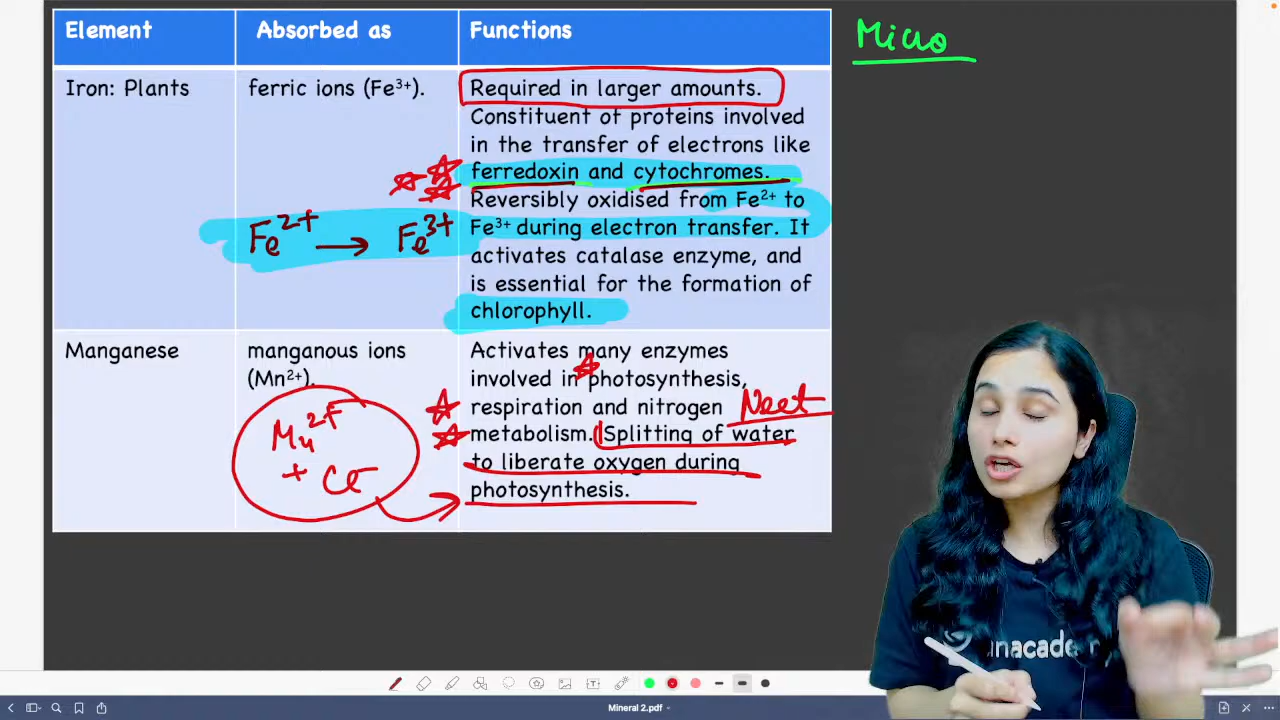 Element Absorbed as Functions
Micro
Iron: Plants ferric ions (Fe³⁺). Required in larger amounts.
Constituent of proteins involved
in the transfer of electrons like
ferredoxin and cytochromes.
Reversibly oxidised from Fe²⁺ to
Fe²⁺ → Fe³⁺ Fe³⁺ during electron transfer. It
activates catalase enzyme, and
is essential for the formation of
chlorophyll.
Manganese manganous ions Activates many enzymes
(Mn²⁺). involved in photosynthesis,
respiration and nitrogen Neet
Mn²⁺ metabolism. Splitting of water
+ Cl⁻ to liberate oxygen during
photosynthesis.
unacade
Mineral 2.pdf